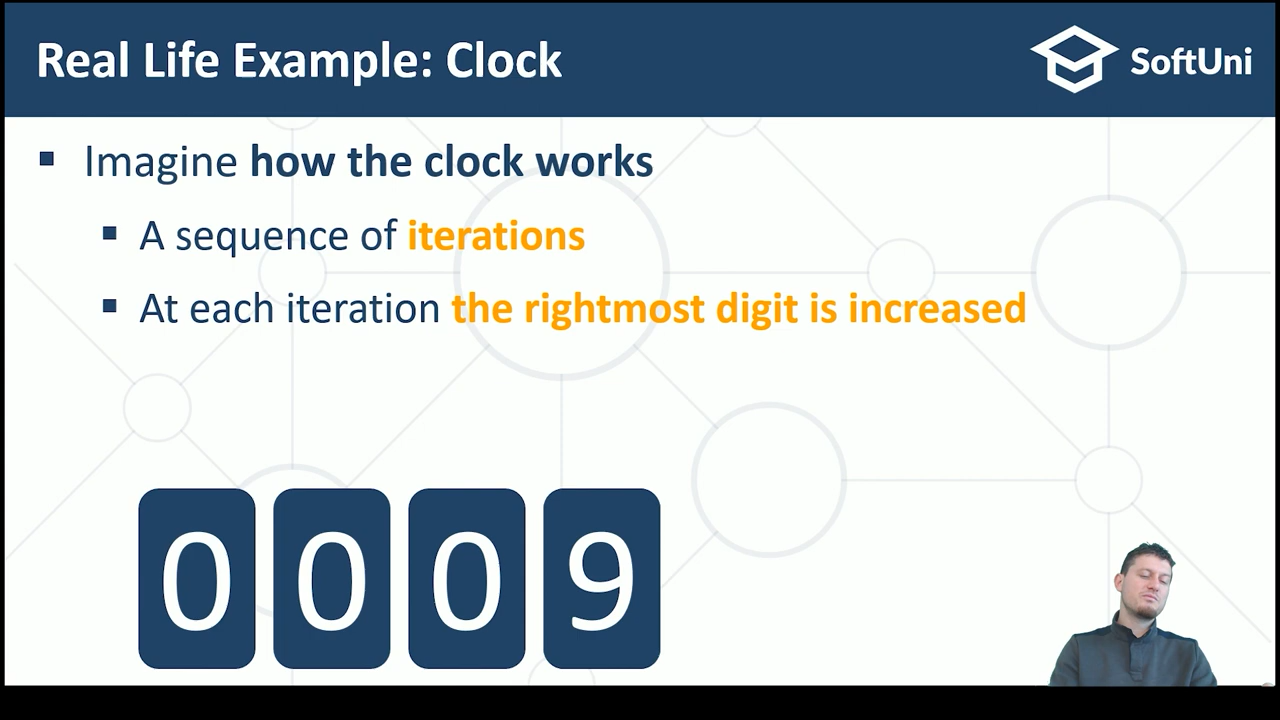 Real Life Example: Clock
SoftUni
▪ Imagine how the clock works
▪ A sequence of iterations
▪ At each iteration the rightmost digit is increased
0 0 0 9